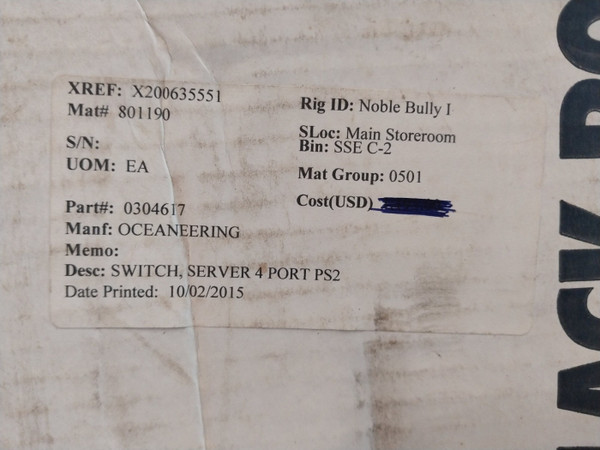 XREF: X200635551
Mat# 801190
S/N:
UOM: EA
Part#: 0304617
Manf: OCEANEERING
Memo:
Desc: SWITCH, SERVER 4 PORT PS2
Date Printed: 10/02/2015
Rig ID: Noble Bully I
SLoc: Main Storeroom
Bin: SSE C-2
Mat Group: 0501
Cost(USD)